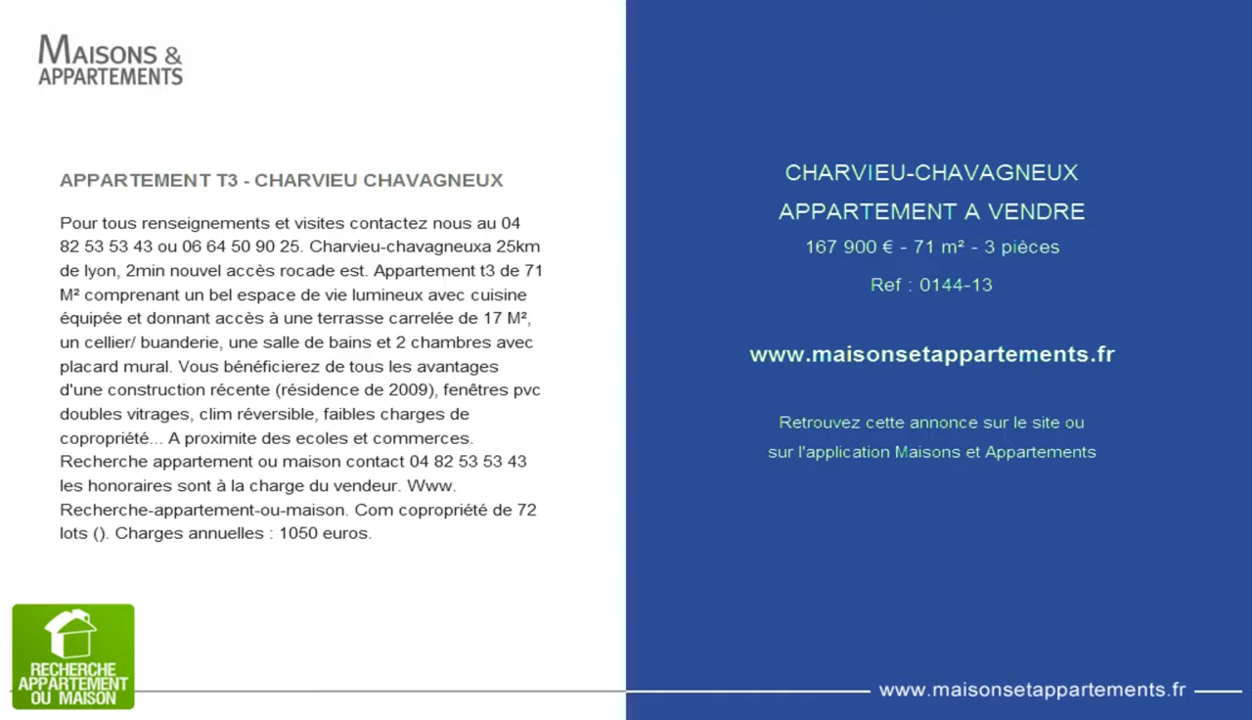 MAISONS &
APPARTEMENTS
APPARTEMENT T3 - CHARVIEU CHAVAGNEUX
Pour tous renseignements et visites contactez nous au 04
82 53 53 43 ou 06 64 50 90 25. Charvieu-chavagneuxa 25km
de lyon, 2min nouvel accès rocade est. Appartement t3 de 71
M² comprenant un bel espace de vie lumineux avec cuisine
équipée et donnant accès à une terrasse carrelée de 17 M²,
un cellier/ buanderie, une salle de bains et 2 chambres avec
placard mural. Vous bénéficierez de tous les avantages
d'une construction récente (résidence de 2009), fenêtres pvc
doubles vitrages, clim réversible, faibles charges de
copropriété... A proximite des ecoles et commerces.
Recherche appartement ou maison contact 04 82 53 53 43
les honoraires sont à la charge du vendeur. Www.
Recherche-appartement-ou-maison. Com copropriété de 72
lots (). Charges annuelles : 1050 euros.
RECHERCHE
APPARTEMENT
OU MAISON
CHARVIEU-CHAVAGNEUX
APPARTEMENT A VENDRE
167 900 € - 71 m² - 3 pièces
Ref : 0144-13
www.maisonsetappartements.fr
Retrouvez cette annonce sur le site ou
sur l'application Maisons et Appartements
www.maisonsetappartements.fr